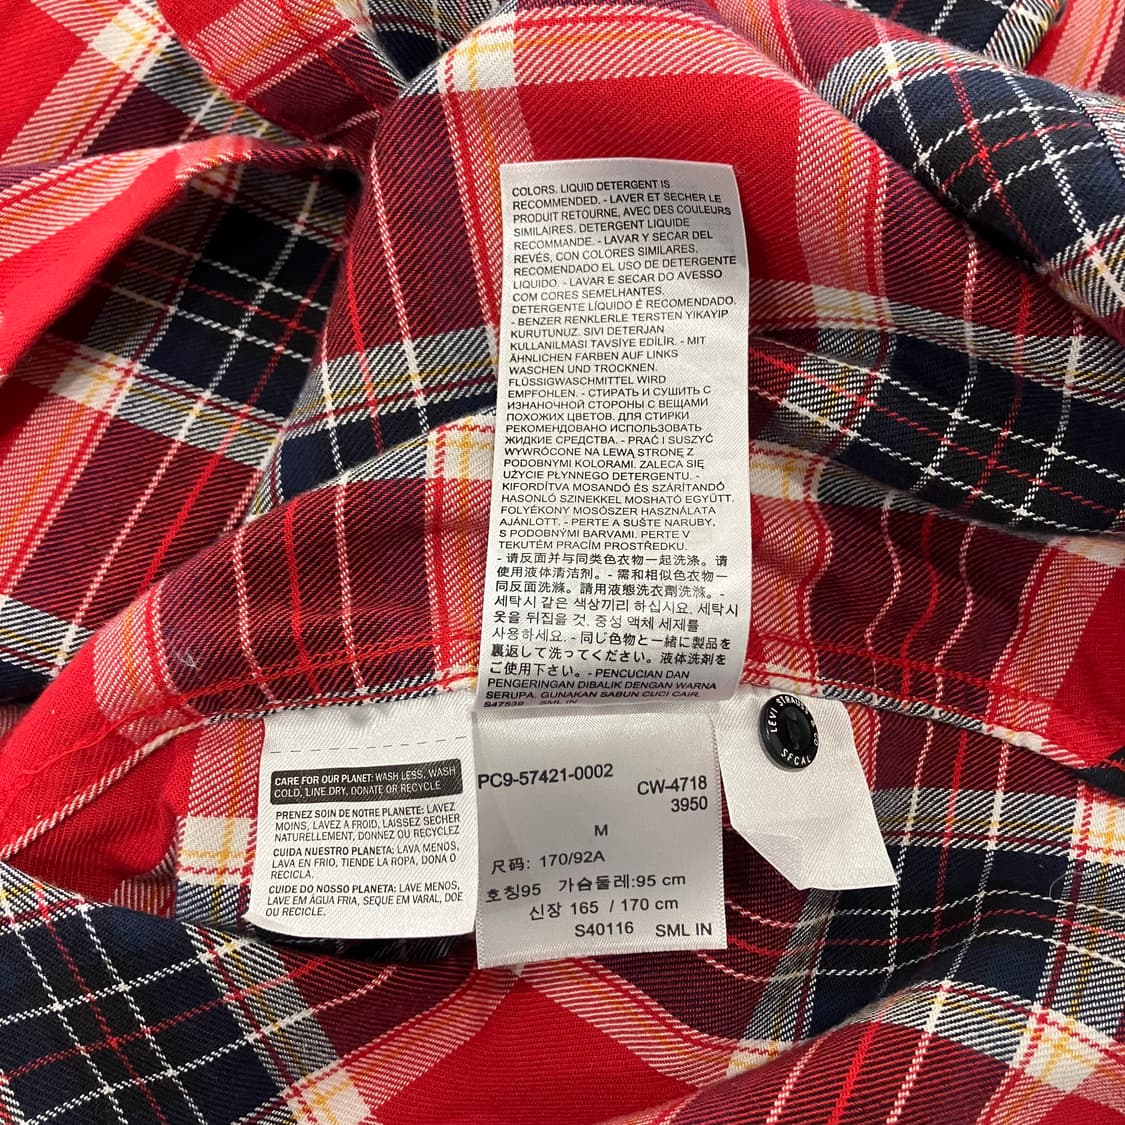 COLORS. LIQUID DETERGENT IS
RECOMMENDED. - LAVER ET SECHER LE
PRODUIT RETOURNE, AVEC DES COULEURS
SIMILAIRES. DETERGENT LIQUIDE
RECOMMANDE. - LAVAR Y SECAR DEL
REVÉS, CON COLORES SIMILARES.
RECOMENDADO EL USO DE DETERGENTE
LIQUIDO. - LAVAR E SECAR DO AVESSO
COM CORES SEMELHANTES.
DETERGENTE LÍQUIDO É RECOMENDADO.
- BENZER RENKLERLE TERSTEN YIKAYIP
KURUTUNUZ. SIVI DETERJAN
KULLANILMASI TAVSİYE EDİLİR. - MIT
ÄHNLICHEN FARBEN AUF LINKS
WASCHEN UND TROCKNEN.
FLÜSSIGWASCHMITTEL WIRD
EMPFOHLEN. - СТИРАТЬ И СУШИТЬ С
ИЗНАНОЧНОЙ СТОРОНЫ С ВЕЩАМИ
ПОХОЖИХ ЦВЕТОВ. ДЛЯ СТИРКИ
РЕКОМЕНДОВАНО ИСПОЛЬЗОВАТЬ
ЖИДКИЕ СРЕДСТВА. - PRAĆ I SUSZYĆ
WYWRÓCONE NA LEWĄ STRONĘ Z
PODOBNYMI KOLORAMI. ZALECA SIĘ
UŻYCIE PŁYNNEGO DETERGENTU. -
KIFORDÍTVA MOSANDÓ ÉS SZÁRÍTANDÓ
HASONLÓ SZINEKKEL MOSHATÓ EGYÜTT.
FOLYÉKONY MOSÓSZER HASZNÁLATA
AJÁNLOTT. - PERTE A SUŠTE NARUBY,
S PODOBNÝMI BARVAMI. PERTE V
TEKUTÉM PRACÍM PROSTŘEDKU.
- 请反面并与同类色衣物一起洗涤。请
使用液体清洁剂。- 需和相似色衣物一
同反面洗滌。請用液態洗衣劑洗滌。-
세탁시 같은 색상끼리 하십시요. 세탁시
옷을 뒤집을 것. 중성 액체 세제를
사용하세요. - 同じ色物と一緒に製品を
裏返して洗ってください。液体洗剤を
ご使用下さい。- PENCUCIAN DAN
PENGERINGAN DIBALIK DENGAN WARNA
SERUPA. GUNAKAN SABUN CUCI CAIR.
S47539 SML IN
LEVI STRAUSS & CO
SFCAL
CARE FOR OUR PLANET: WASH LESS, WASH
COLD, LINE DRY, DONATE OR RECYCLE
PRENEZ SOIN DE NOTRE PLANETE: LAVEZ
MOINS, LAVEZ A FROID, LAISSEZ SECHER
NATURELLEMENT, DONNEZ OU RECYCLEZ
CUIDA NUESTRO PLANETA: LAVA MENOS,
LAVA EN FRIO, TIENDE LA ROPA, DONA O
RECICLA.
CUIDE DO NOSSO PLANETA: LAVE MENOS,
LAVE EM ÁGUA FRIA, SEQUE EM VARAL, DOE
OU RECICLE.
PC9-57421-0002
CW-4718
3950
M
尺码: 170/92A
호칭95 가슴둘레:95 cm
신장 165 / 170 cm
S40116 SML IN